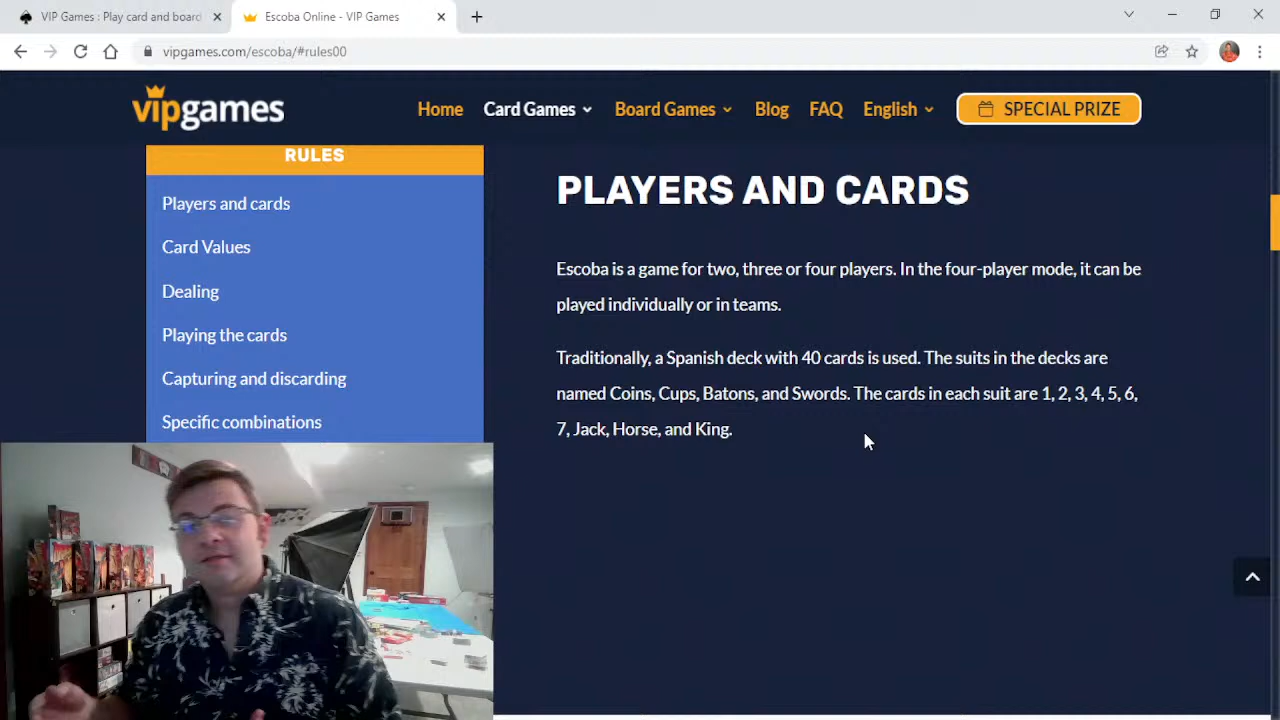 VIP Games : Play card and board
Escoba Online - VIP Games
vipgames.com/escoba/#rules00
vipgames
Home
Card Games
Board Games
Blog
FAQ
English
SPECIAL PRIZE
RULES
Players and cards
Card Values
Dealing
Playing the cards
Capturing and discarding
Specific combinations
PLAYERS AND CARDS
Escoba is a game for two, three or four players. In the four-player mode, it can be
played individually or in teams.
Traditionally, a Spanish deck with 40 cards is used. The suits in the decks are
named Coins, Cups, Batons, and Swords. The cards in each suit are 1, 2, 3, 4, 5, 6,
7, Jack, Horse, and King.